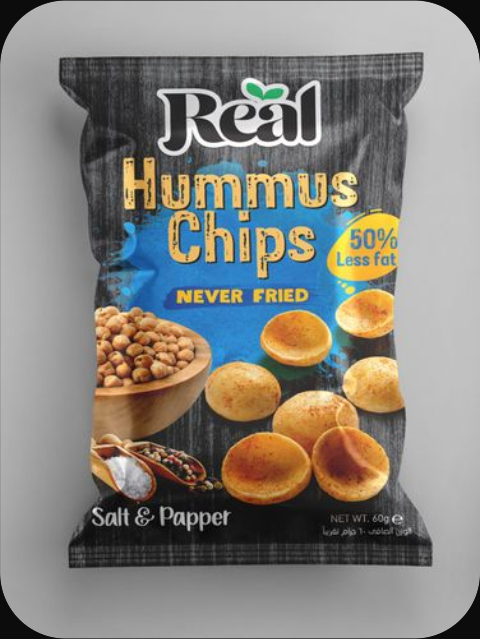 Real
Hummus
Chips
50%
Less fat
NEVER FRIED
Salt & Papper
NET WT. 60g e
الوزن الصافي ٦٠ جرام تقريباً